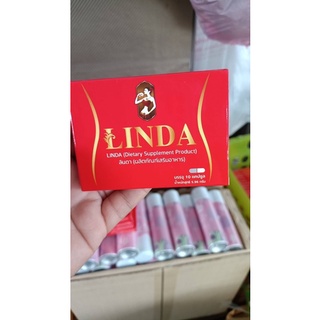 LINDA
LINDA (Dietary Supplement Product)
ลินดา (ผลิตภัณฑ์เสริมอาหาร)
บรรจุ 10 แคปซูล